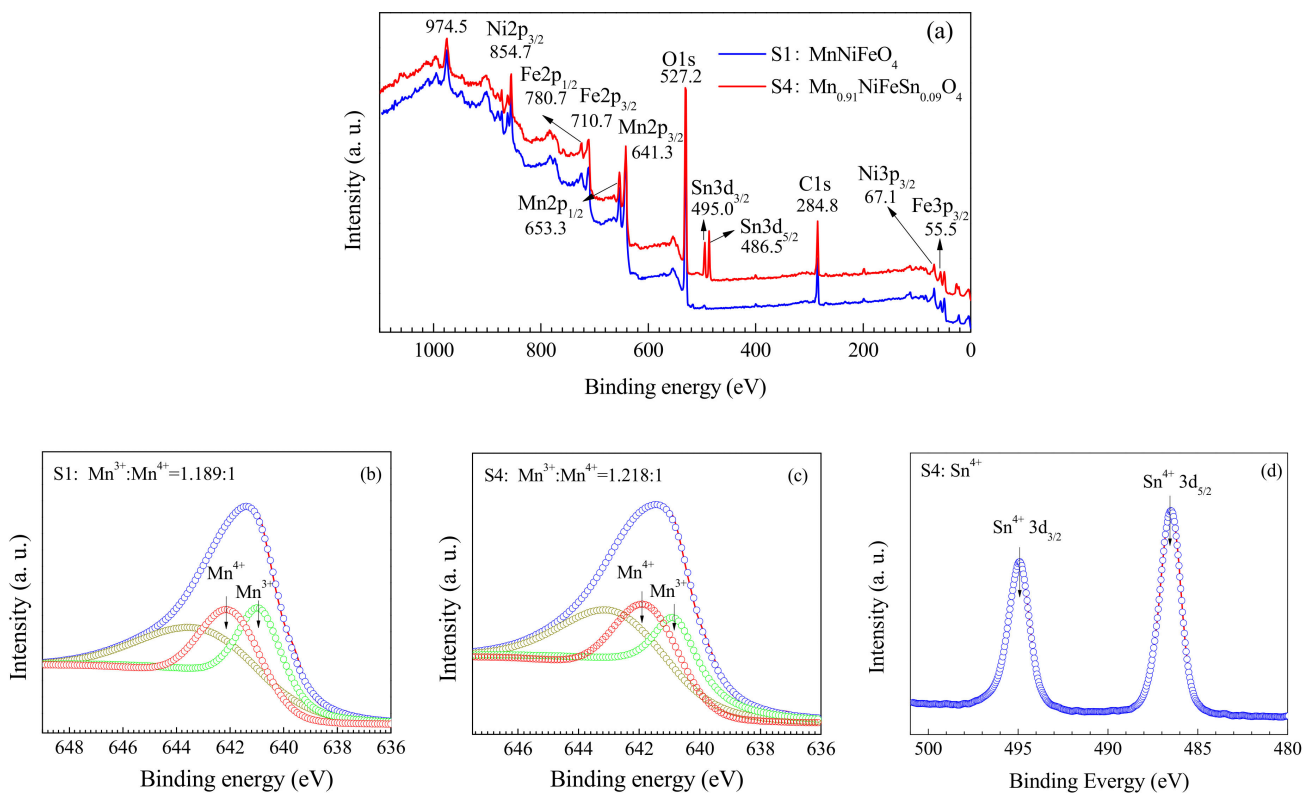 (a)
974.5
Ni2p3/2
854.7
Fe2p1/2
780.7
Fe2p3/2
710.7
Mn2p3/2
641.3
Mn2p1/2
653.3
O1s
527.2
S1: MnNiFeO4
S4: Mn0.91NiFeSn0.09O4
Sn3d3/2
495.0
Sn3d5/2
486.5
C1s
284.8
Ni3p3/2
67.1
Fe3p3/2
55.5
Intensity (a. u.)
1000 800 600 400 200 0
Binding energy (eV)
S1: Mn³⁺:Mn⁴⁺=1.189:1
(b)
Mn⁴⁺
Mn³⁺
Intensity (a. u.)
648 646 644 642 640 638 636
Binding energy (eV)
S4: Mn³⁺:Mn⁴⁺=1.218:1
(c)
Mn⁴⁺
Mn³⁺
Intensity (a. u.)
646 644 642 640 638 636
Binding energy (eV)
S4: Sn⁴⁺
(d)
Sn⁴⁺ 3d5/2
Sn⁴⁺ 3d3/2
Intensity (a. u.)
500 495 490 485 480
Binding Evergy (eV)